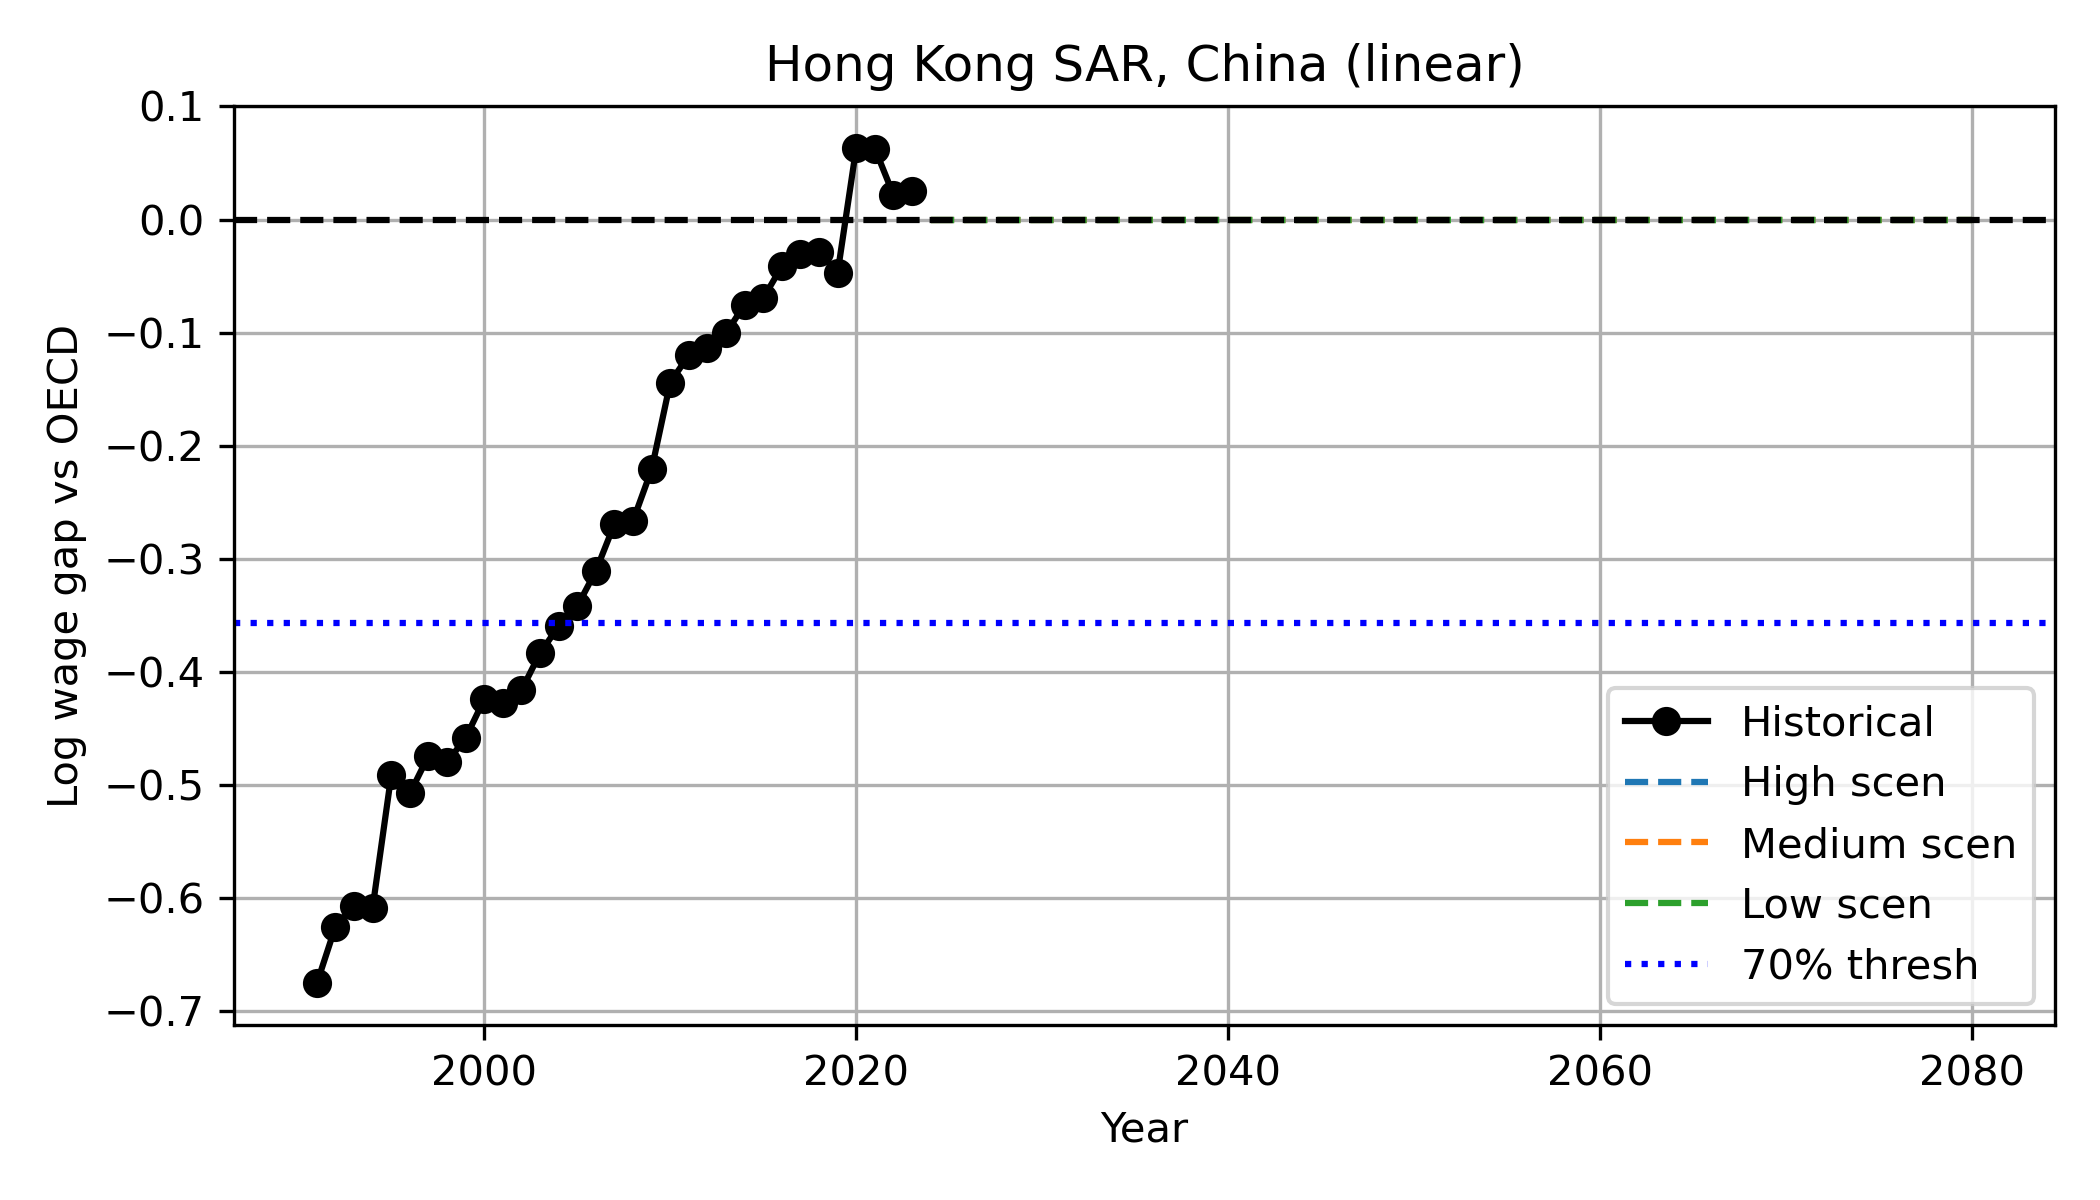 Hong Kong SAR, China (linear)
Log wage gap vs OECD
0.1
0.0
−0.1
−0.2
−0.3
−0.4
−0.5
−0.6
−0.7
Historical
High scen
Medium scen
Low scen
70% thresh
2000 2020 2040 2060 2080
Year